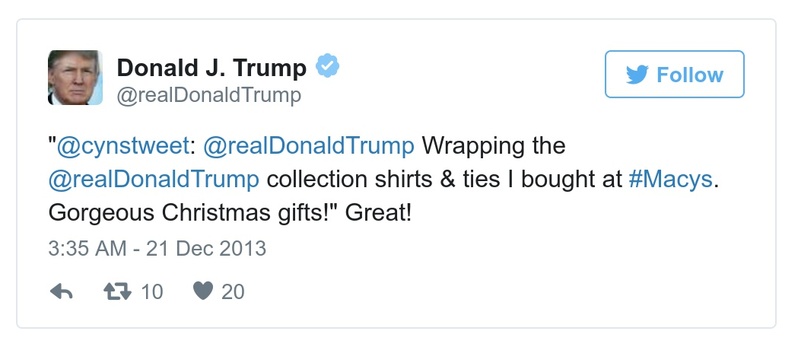 Donald J. Trump
@realDonaldTrump
Follow
"@cynstweet: @realDonaldTrump Wrapping the
@realDonaldTrump collection shirts & ties I bought at #Macys.
Gorgeous Christmas gifts!" Great!
3:35 AM - 21 Dec 2013
10 20